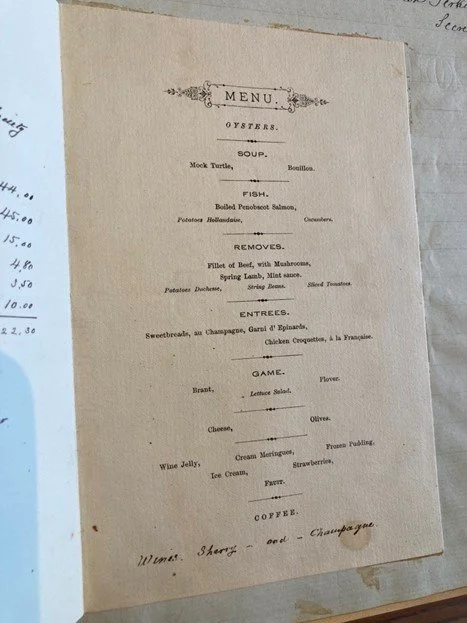 Secre
ciety
44.00
45.00
15.00
4.80
3.50
10.00
22.30
MENU.
OYSTERS.
SOUP.
Mock Turtle, Bouillon.
FISH.
Boiled Penobscot Salmon,
Potatoes Hollandaise, Cucumbers.
REMOVES.
Fillet of Beef, with Mushrooms,
Spring Lamb, Mint sauce.
Potatoes Duchesse, String Beans. Sliced Tomatoes.
ENTREES.
Sweetbreads, au Champagne, Garni d' Epinards,
Chicken Croquettes, à la Française.
GAME.
Brant, Plover.
Lettuce Salad.
Cheese, Olives.
Cream Meringues, Frozen Pudding,
Wine Jelly, Strawberries,
Ice Cream,
FRUIT.
COFFEE.
Wines. Sherry - and - Champagne.